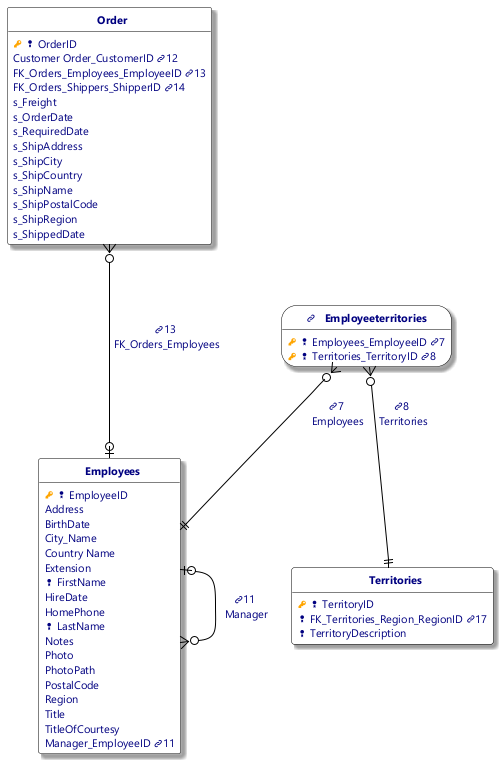 Order
OrderID
Customer Order_CustomerID 12
FK_Orders_Employees_EmployeeID 13
FK_Orders_Shippers_ShipperID 14
s_Freight
s_OrderDate
s_RequiredDate
s_ShipAddress
s_ShipCity
s_ShipCountry
s_ShipName
s_ShipPostalCode
s_ShipRegion
s_ShippedDate
13
FK_Orders_Employees
Employeeterritories
Employees_EmployeeID 7
Territories_TerritoryID 8
7
Employees
8
Territories
Employees
EmployeeID
Address
BirthDate
City_Name
Country Name
Extension
FirstName
HireDate
HomePhone
LastName
Notes
Photo
PhotoPath
PostalCode
Region
Title
TitleOfCourtesy
Manager_EmployeeID 11
11
Manager
Territories
TerritoryID
FK_Territories_Region_RegionID 17
TerritoryDescription